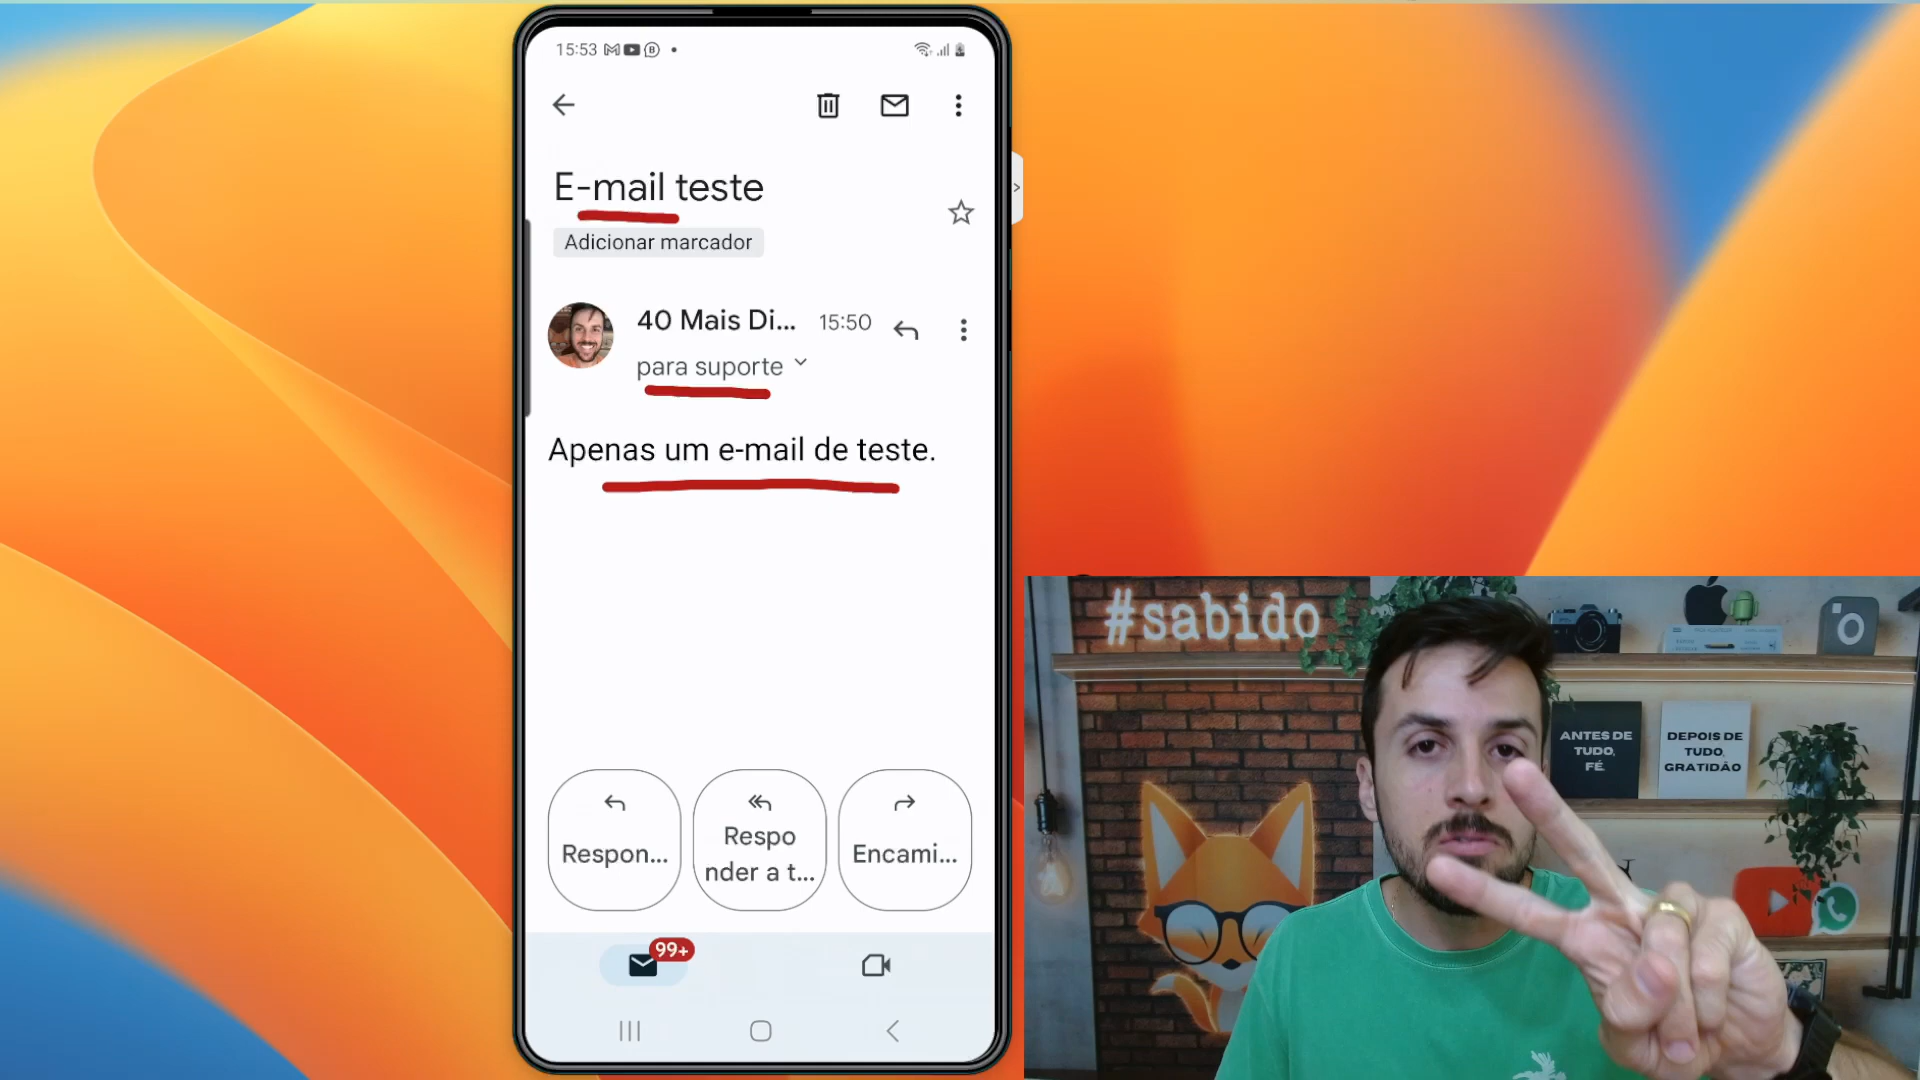 15:53
E-mail teste
Adicionar marcador
40 Mais Di...
15:50
para suporte
Apenas um e-mail de teste.
Respon...
Respo
nder a t...
Encami...
99+
#sabido
ANTES DE
TUDO,
FÉ.
DEPOIS DE
TUDO,
GRATIDÃO